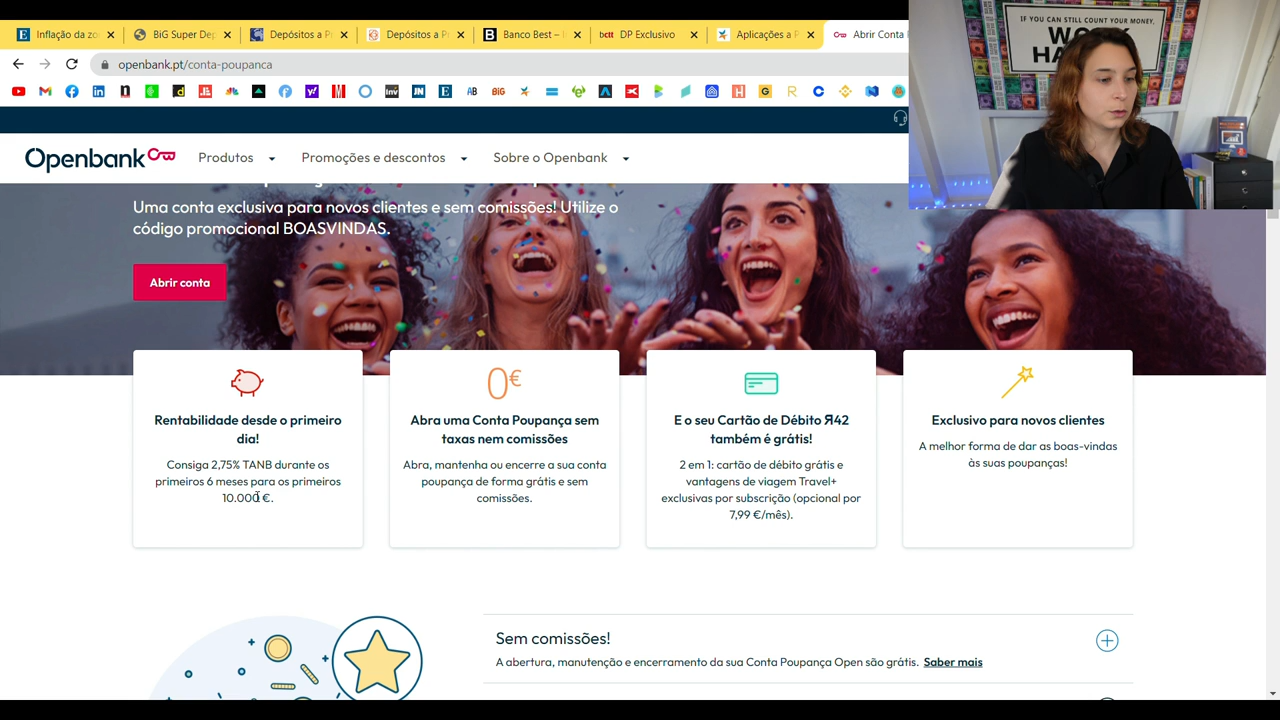 Inflação da zo
BiG Super Dep
Depósitos a P
Depósitos a P
Banco Best – I
DP Exclusivo
Aplicações a P
Abrir Conta
openbank.pt/conta-poupanca
IF YOU CAN STILL COUNT YOUR MONEY,
WO
HA
Openbank
Produtos
Promoções e descontos
Sobre o Openbank
Uma conta exclusiva para novos clientes e sem comissões! Utilize o
código promocional BOASVINDAS.
Abrir conta
Rentabilidade desde o primeiro
dia!
Consiga 2,75% TANB durante os
primeiros 6 meses para os primeiros
10.000 €.
0€
Abra uma Conta Poupança sem
taxas nem comissões
Abra, mantenha ou encerre a sua conta
poupança de forma grátis e sem
comissões.
E o seu Cartão de Débito Я42
também é grátis!
2 em 1: cartão de débito grátis e
vantagens de viagem Travel+
exclusivas por subscrição (opcional por
7,99 €/mês).
Exclusivo para novos clientes
A melhor forma de dar as boas-vindas
às suas poupanças!
Sem comissões!
A abertura, manutenção e encerramento da sua Conta Poupança Open são grátis. Saber mais